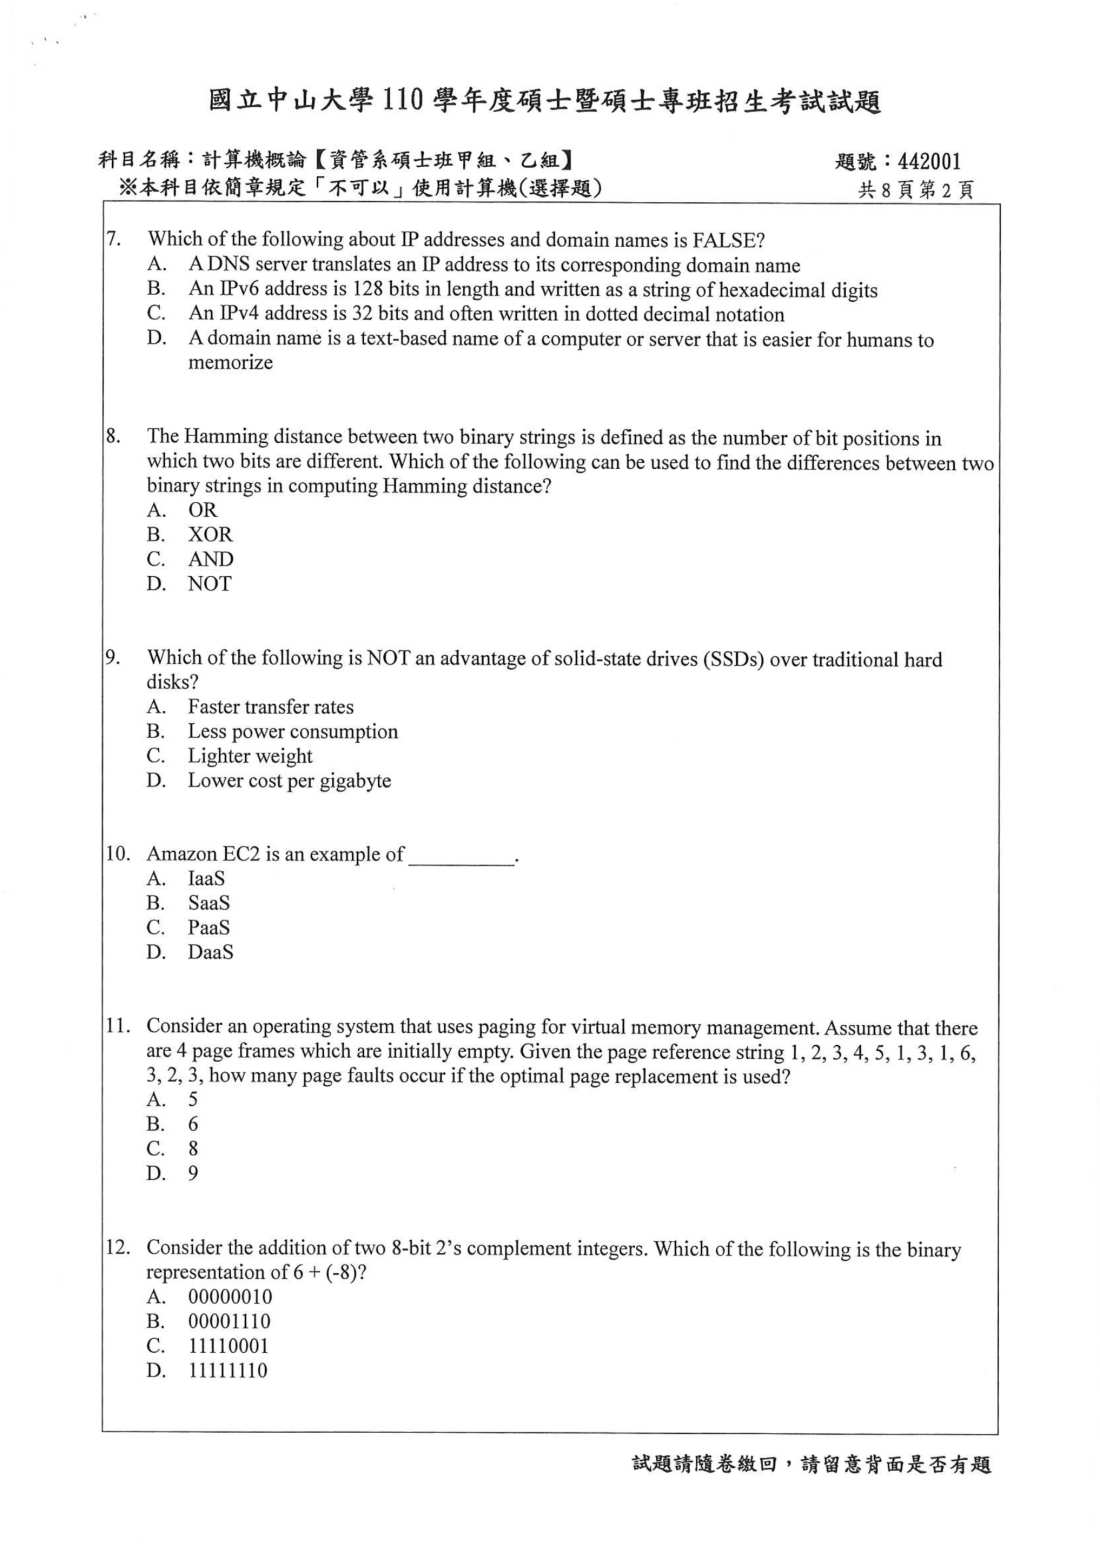 國立中山大學 110 學年度碩士暨碩士專班招生考試試題
科目名稱：計算機概論【資管系碩士班甲組、乙組】
題號：442001
※本科目依簡章規定「不可以」使用計算機(選擇題)
共 8 頁第 2 頁
7. Which of the following about IP addresses and domain names is FALSE?
A. A DNS server translates an IP address to its corresponding domain name
B. An IPv6 address is 128 bits in length and written as a string of hexadecimal digits
C. An IPv4 address is 32 bits and often written in dotted decimal notation
D. A domain name is a text-based name of a computer or server that is easier for humans to
memorize
8. The Hamming distance between two binary strings is defined as the number of bit positions in
which two bits are different. Which of the following can be used to find the differences between two
binary strings in computing Hamming distance?
A. OR
B. XOR
C. AND
D. NOT
9. Which of the following is NOT an advantage of solid-state drives (SSDs) over traditional hard
disks?
A. Faster transfer rates
B. Less power consumption
C. Lighter weight
D. Lower cost per gigabyte
10. Amazon EC2 is an example of __________.
A. IaaS
B. SaaS
C. PaaS
D. DaaS
11. Consider an operating system that uses paging for virtual memory management. Assume that there
are 4 page frames which are initially empty. Given the page reference string 1, 2, 3, 4, 5, 1, 3, 1, 6,
3, 2, 3, how many page faults occur if the optimal page replacement is used?
A. 5
B. 6
C. 8
D. 9
12. Consider the addition of two 8-bit 2's complement integers. Which of the following is the binary
representation of 6 + (-8)?
A. 00000010
B. 00001110
C. 11110001
D. 11111110
試題請隨卷繳回，請留意背面是否有題